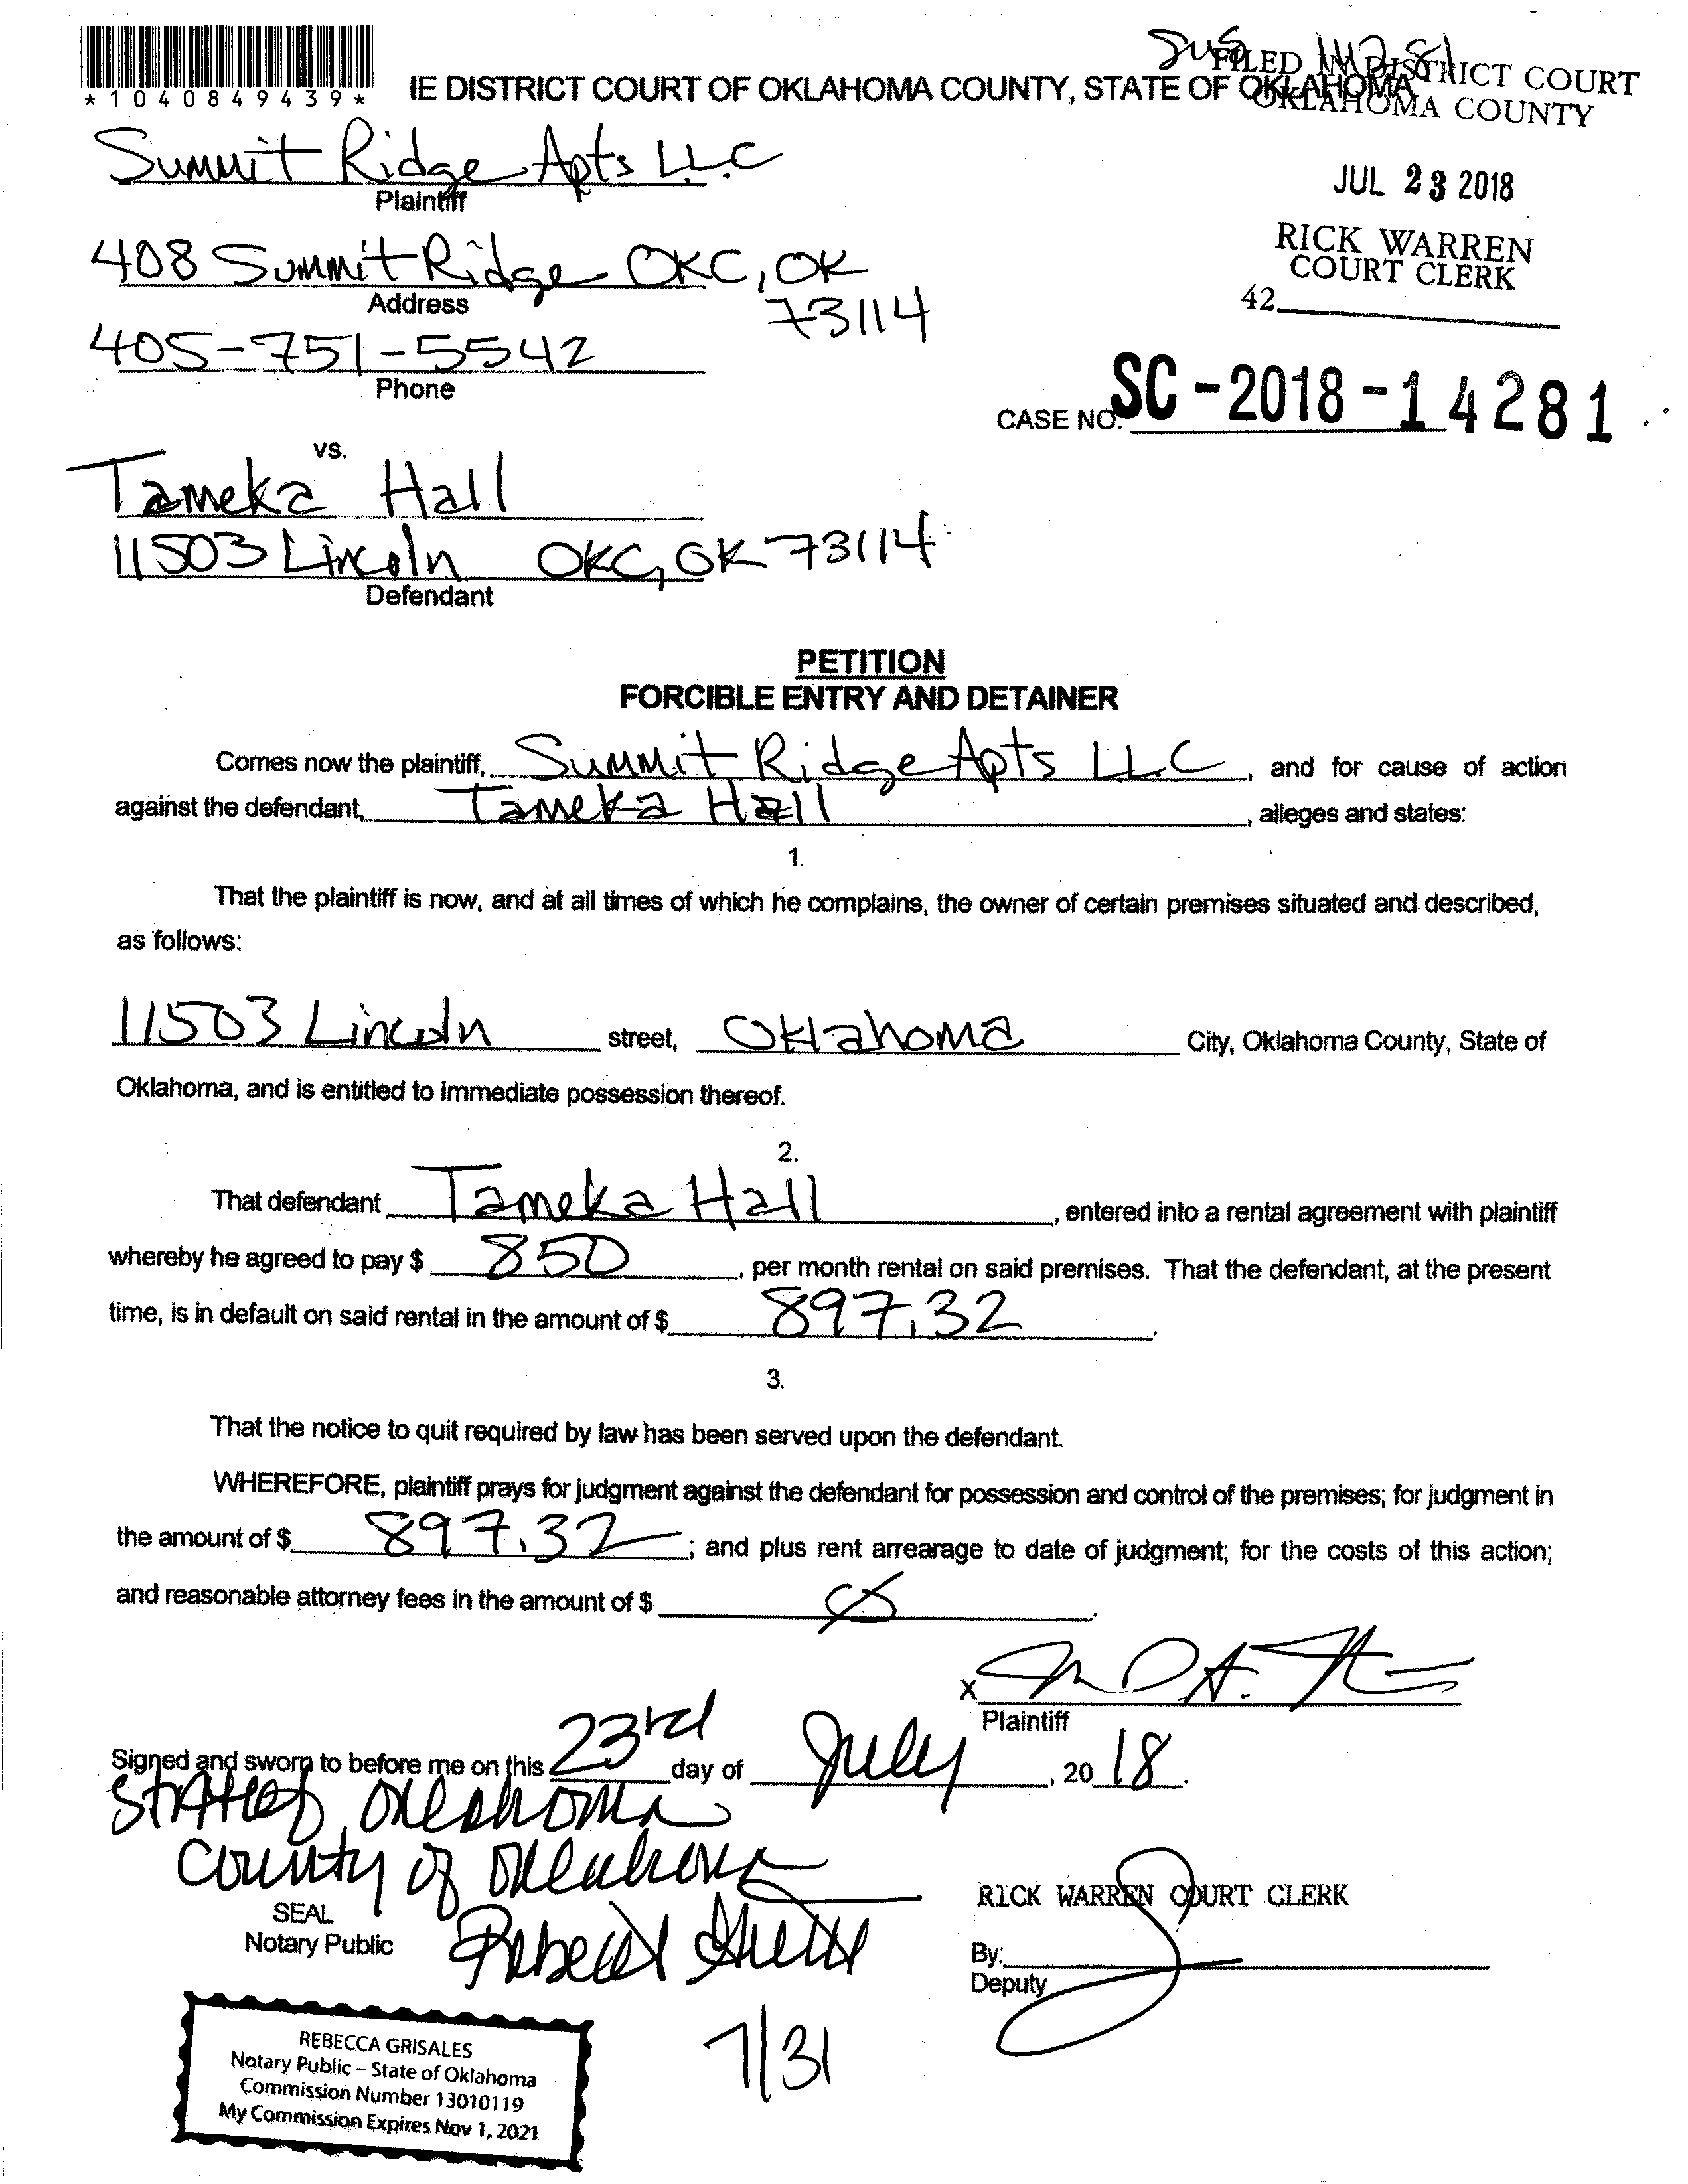 *1040849439*
IE DISTRICT COURT OF OKLAHOMA COUNTY, STATE OF OKLAHOMA
14281
FILED IN DISTRICT COURT
OKLAHOMA COUNTY
JUL 23 2018
RICK WARREN
COURT CLERK
42
Summit Ridge Apts LLC
Plaintiff
408 Summit Ridge OKC, OK
73114
Address
405-751-5542
Phone
CASE NO. SC-2018-14281
vs.
Tameka Hall
11503 Lincoln OKC, OK 73114
Defendant
PETITION
FORCIBLE ENTRY AND DETAINER
Comes now the plaintiff, Summit Ridge Apts LLC, and for cause of action
against the defendant, Tameka Hall, alleges and states:
1.
That the plaintiff is now, and at all times of which he complains, the owner of certain premises situated and described,
as follows:
11503 Lincoln street, Oklahoma City, Oklahoma County, State of
Oklahoma, and is entitled to immediate possession thereof.
2.
That defendant Tameka Hall, entered into a rental agreement with plaintiff
whereby he agreed to pay $ 850, per month rental on said premises. That the defendant, at the present
time, is in default on said rental in the amount of $ 897.32.
3.
That the notice to quit required by law has been served upon the defendant.
WHEREFORE, plaintiff prays for judgment against the defendant for possession and control of the premises; for judgment in
the amount of $ 897.32; and plus rent arrearage to date of judgment; for the costs of this action;
and reasonable attorney fees in the amount of $ Ø.
X
Plaintiff
Signed and sworn to before me on this 23rd day of July, 2018.
State of Oklahoma
County of Oklahoma
SEAL
Notary Public
RICK WARREN COURT CLERK
By:
Deputy
REBECCA GRISALES
Notary Public – State of Oklahoma
Commission Number 13010119
My Commission Expires Nov 1, 2021
7/31